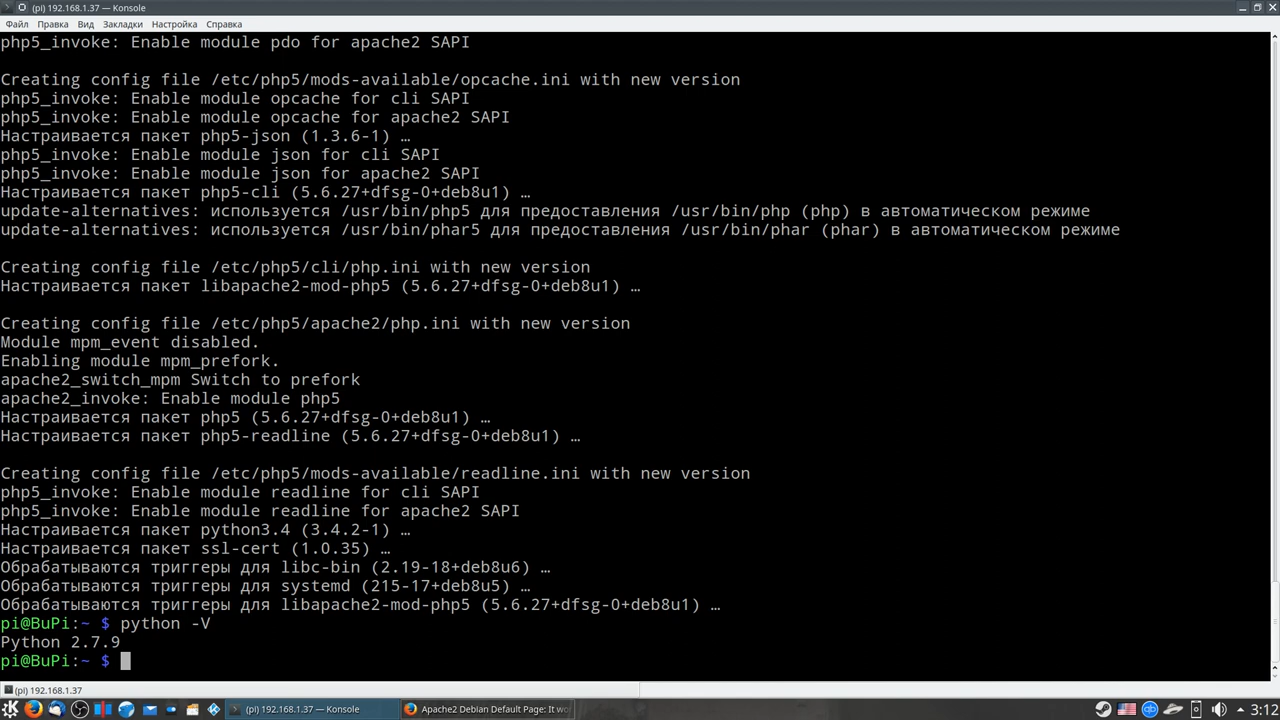 (pi) 192.168.1.37 — Konsole
Файл Правка Вид Закладки Настройка Справка
php5_invoke: Enable module pdo for apache2 SAPI
Creating config file /etc/php5/mods-available/opcache.ini with new version
php5_invoke: Enable module opcache for cli SAPI
php5_invoke: Enable module opcache for apache2 SAPI
Настраивается пакет php5-json (1.3.6-1) …
php5_invoke: Enable module json for cli SAPI
php5_invoke: Enable module json for apache2 SAPI
Настраивается пакет php5-cli (5.6.27+dfsg-0+deb8u1) …
update-alternatives: используется /usr/bin/php5 для предоставления /usr/bin/php (php) в автоматическом режиме
update-alternatives: используется /usr/bin/phar5 для предоставления /usr/bin/phar (phar) в автоматическом режиме
Creating config file /etc/php5/cli/php.ini with new version
Настраивается пакет libapache2-mod-php5 (5.6.27+dfsg-0+deb8u1) …
Creating config file /etc/php5/apache2/php.ini with new version
Module mpm_event disabled.
Enabling module mpm_prefork.
apache2_switch_mpm Switch to prefork
apache2_invoke: Enable module php5
Настраивается пакет php5 (5.6.27+dfsg-0+deb8u1) …
Настраивается пакет php5-readline (5.6.27+dfsg-0+deb8u1) …
Creating config file /etc/php5/mods-available/readline.ini with new version
php5_invoke: Enable module readline for cli SAPI
php5_invoke: Enable module readline for apache2 SAPI
Настраивается пакет python3.4 (3.4.2-1) …
Настраивается пакет ssl-cert (1.0.35) …
Обрабатываются триггеры для libc-bin (2.19-18+deb8u6) …
Обрабатываются триггеры для systemd (215-17+deb8u5) …
Обрабатываются триггеры для libapache2-mod-php5 (5.6.27+dfsg-0+deb8u1) …
pi@BuPi:~ $ python -V
Python 2.7.9
pi@BuPi:~ $
(pi) 192.168.1.37
(pi) 192.168.1.37 — Konsole Apache2 Debian Default Page: It wo 3:12